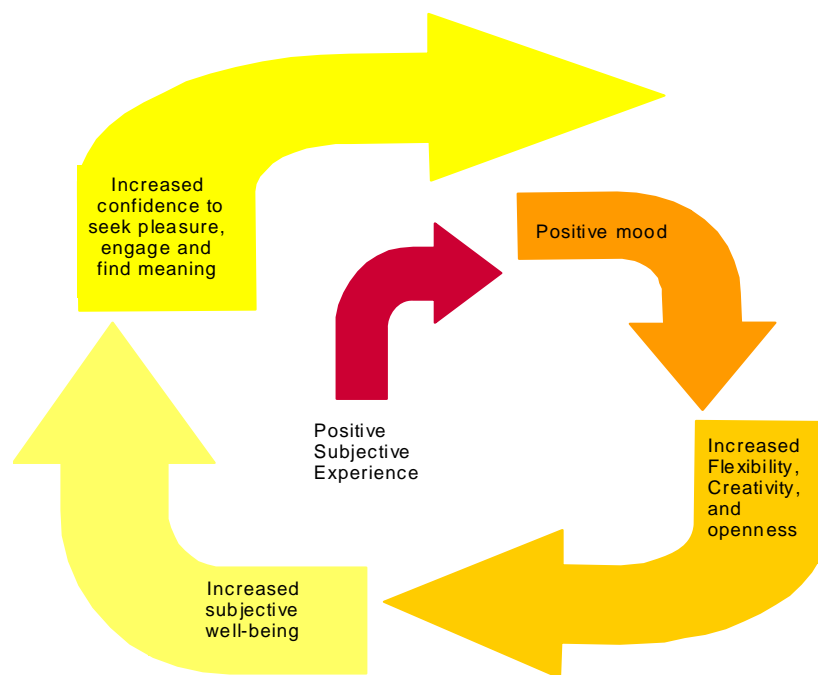 Increased
confidence to
seek pleasure,
engage and
find meaning
Positive mood
Positive
Subjective
Experience
Increased
Flexibility,
Creativity,
and
openness
Increased
subjective
well-being